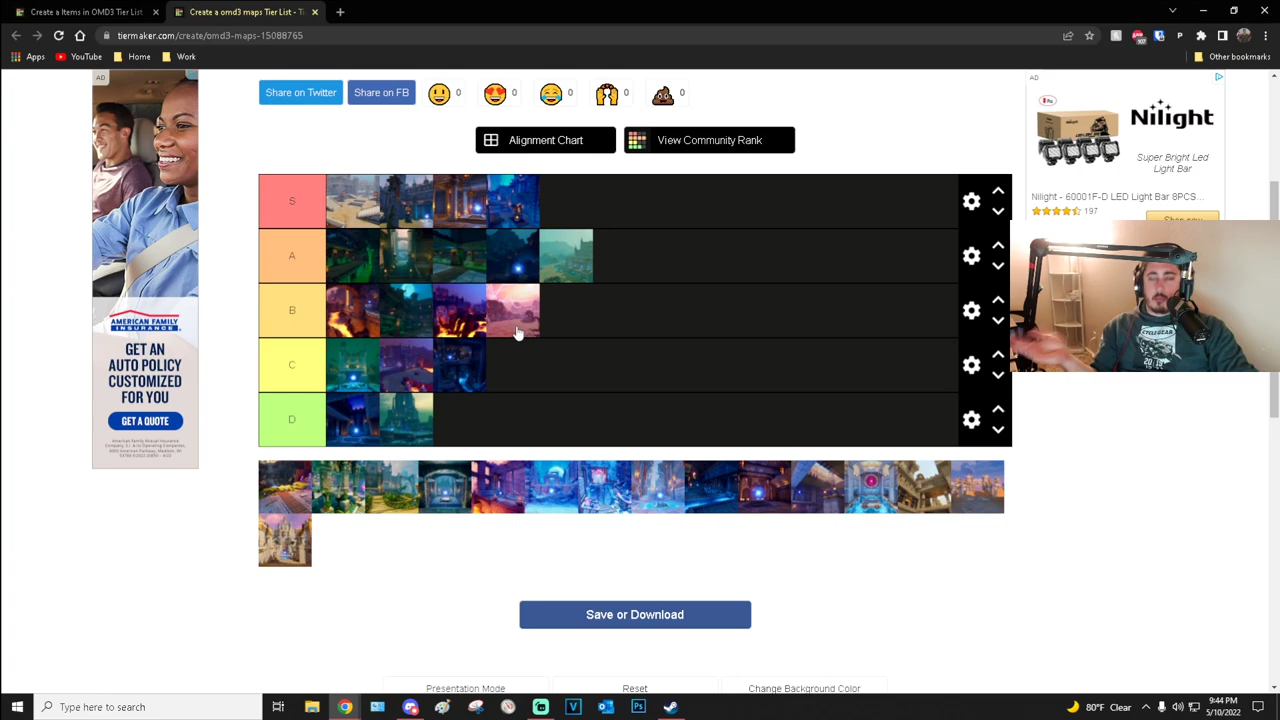 Create a Items in OMD3 Tier List
Create a omd3 maps Tier List - Ti
tiermaker.com/create/omd3-maps-15088765
Apps
YouTube
Home
Work
Other bookmarks
AD
Share on Twitter
Share on FB
0
0
0
0
0
Alignment Chart
View Community Rank
AD
Nilight
Super Bright Led
Light Bar
Nilight - 60001F-D LED Light Bar 8PCS...
197
S
A
B
C
D
AMERICAN FAMILY
INSURANCE
GET AN
AUTO POLICY
CUSTOMIZED
FOR YOU
GET A QUOTE
Save or Download
Presentation Mode
Reset
Change Background Color
Type here to search
80°F Clear
9:44 PM
5/10/2022